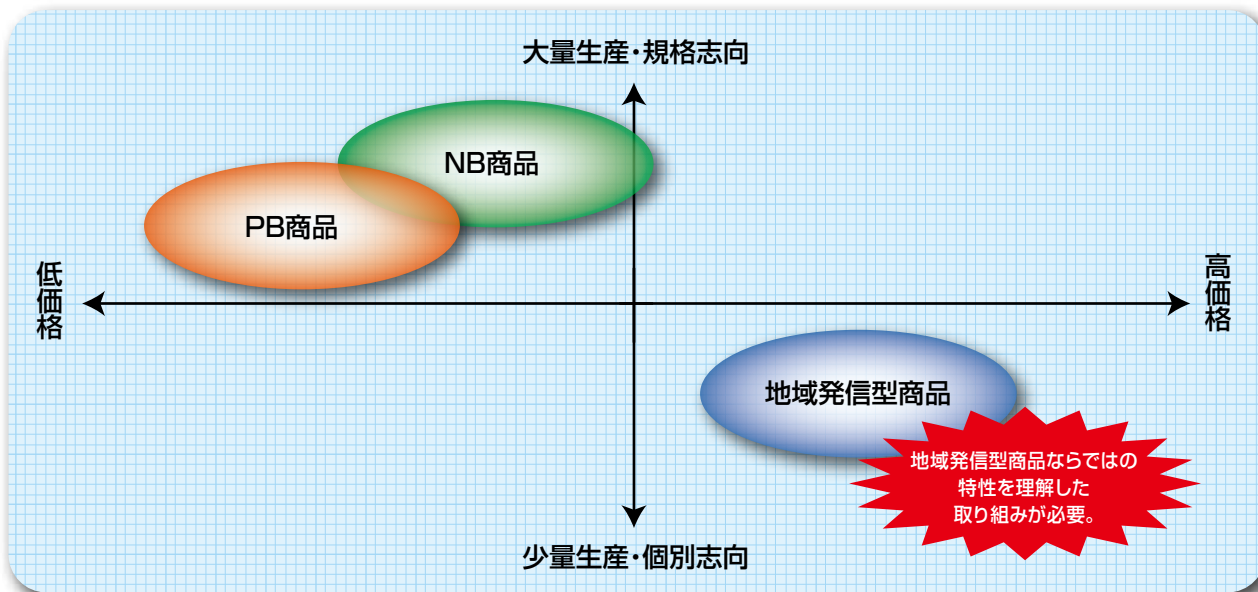 大量生産・規格志向
NB商品
PB商品
低価格
高価格
地域発信型商品
地域発信型商品ならではの
特性を理解した
取り組みが必要。
少量生産・個別志向